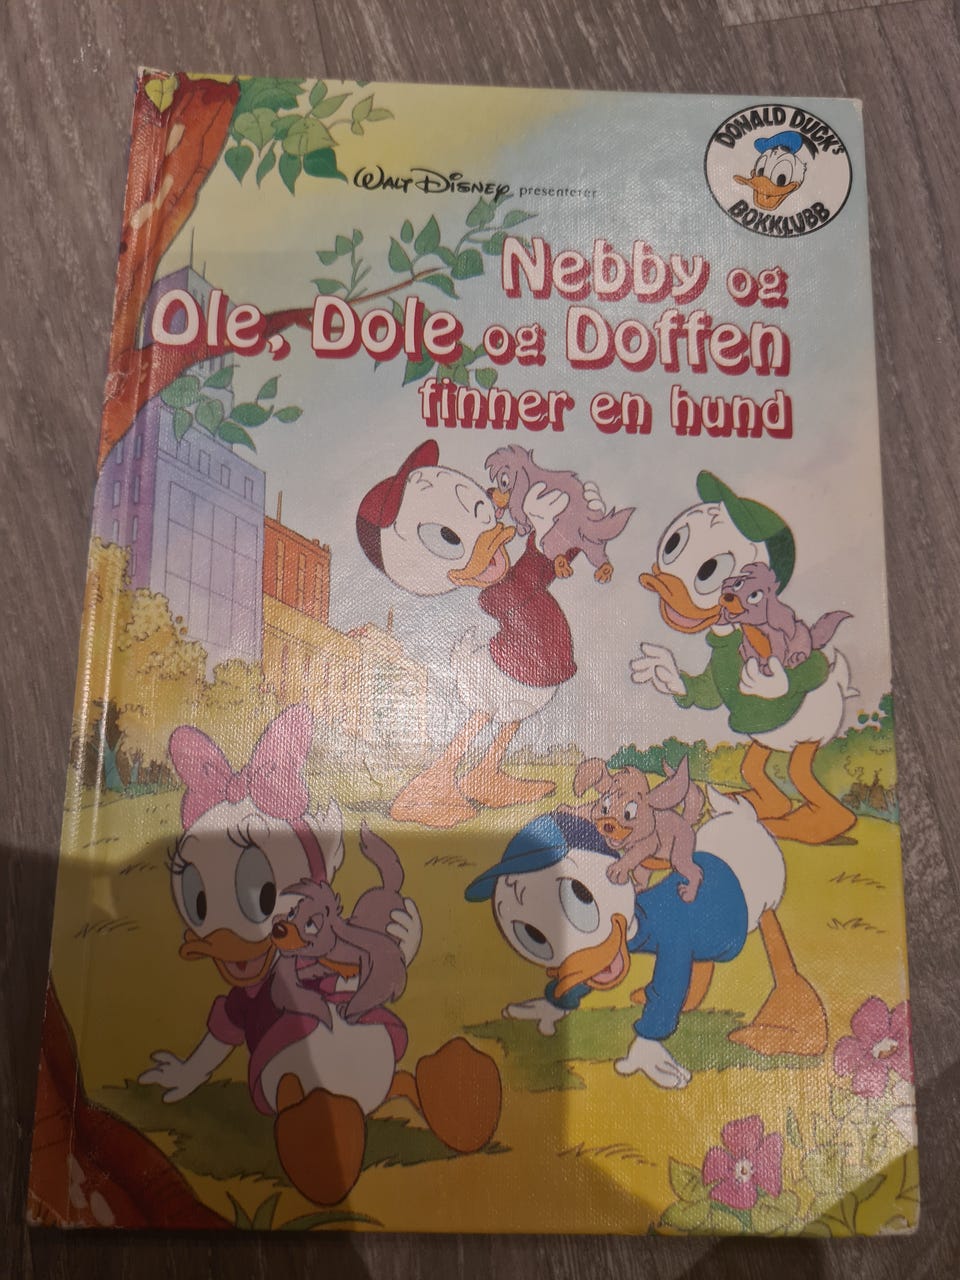 DONALD DUCK'S
BOKKLUBB
WALT DISNEY presenterer
Nebby og
Ole, Dole og Doffen
finner en hund